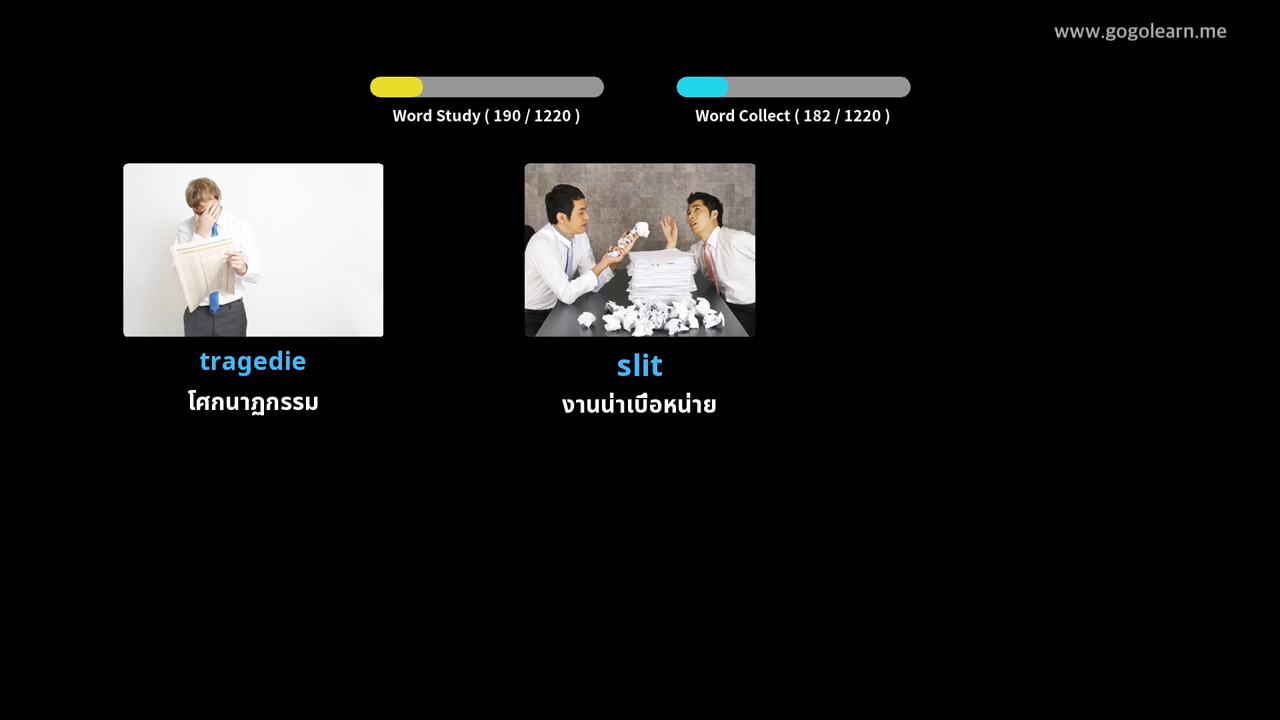 www.gogolearn.me
Word Study ( 190 / 1220 )
Word Collect ( 182 / 1220 )
tragedie
โศกนาฏกรรม
slit
งานน่าเบื่อหน่าย